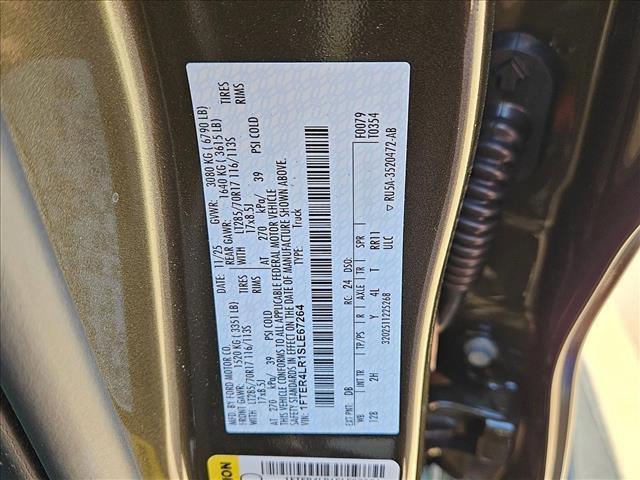 MFD. BY FORD MOTOR CO.
DATE: 11/25 GVWR: 3080 KG ( 6790 LB)
FRONT GAWR: 1520 KG ( 3351 LB) REAR GAWR: 1640 KG ( 3615 LB)
WITH LT285/70R17 116/113S TIRES WITH LT285/70R17 116/113S TIRES
17x8.5J RIMS 17x8.5J RIMS
AT 270 kPa/ 39 PSI COLD AT 270 kPa/ 39 PSI COLD
THIS VEHICLE CONFORMS TO ALL APPLICABLE FEDERAL MOTOR VEHICLE
SAFETY STANDARDS IN EFFECT ON THE DATE OF MANUFACTURE SHOWN ABOVE.
VIN: 1FTER4LR1SLE67264 TYPE: Truck
F0079
T0354
EXT PNT: DB RC: 24 DSO:
WB INT TR TP/PS R AXLE TR SPR
128 2H Y 4L T RR11
ULC
3202511225268 RU5A-3520472-AB
ION